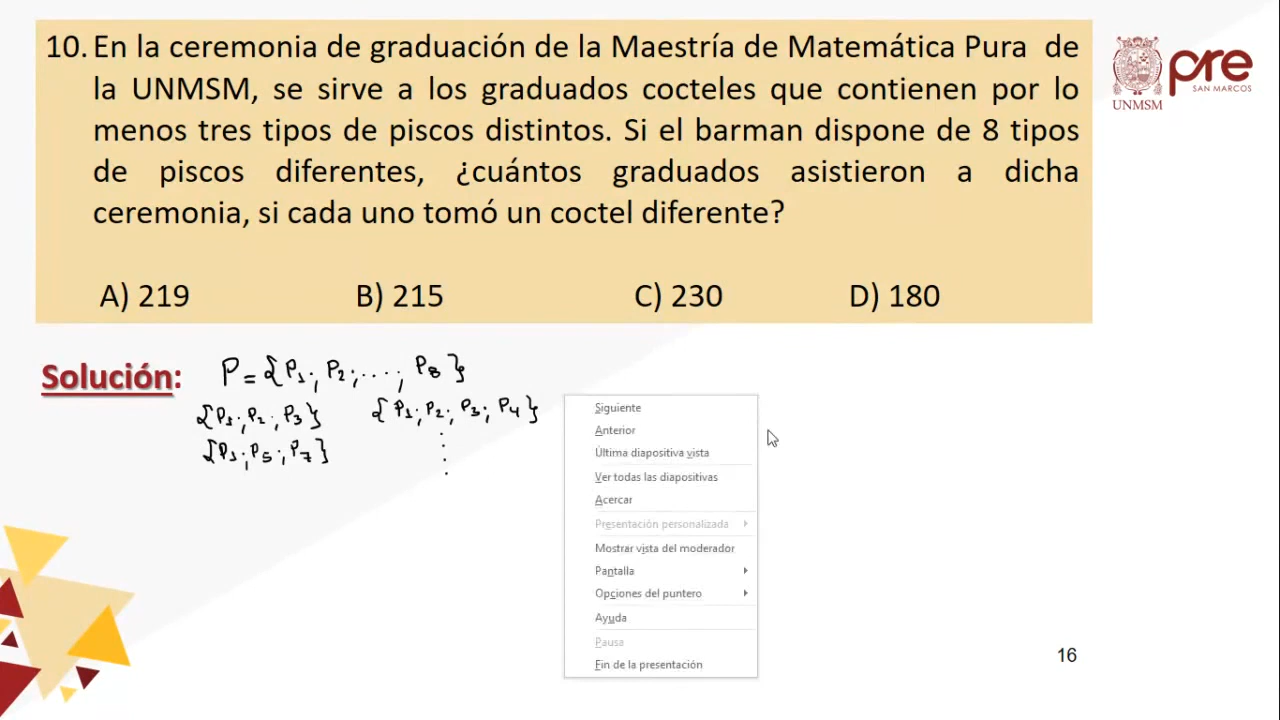 10. En la ceremonia de graduación de la Maestría de Matemática Pura de
la UNMSM, se sirve a los graduados cocteles que contienen por lo
menos tres tipos de piscos distintos. Si el barman dispone de 8 tipos
de piscos diferentes, ¿cuántos graduados asistieron a dicha
ceremonia, si cada uno tomó un coctel diferente?
A) 219 B) 215 C) 230 D) 180
UNMSM
pre
SAN MARCOS
Solución: P = {P1; P2; ....; P8}
{P1; P2; P3} {P1; P2; P3; P4}
{P1; P5; P7}
Siguiente
Anterior
Última diapositiva vista
Ver todas las diapositivas
Acercar
Presentación personalizada
Mostrar vista del moderador
Pantalla
Opciones del puntero
Ayuda
Pausa
Fin de la presentación
16